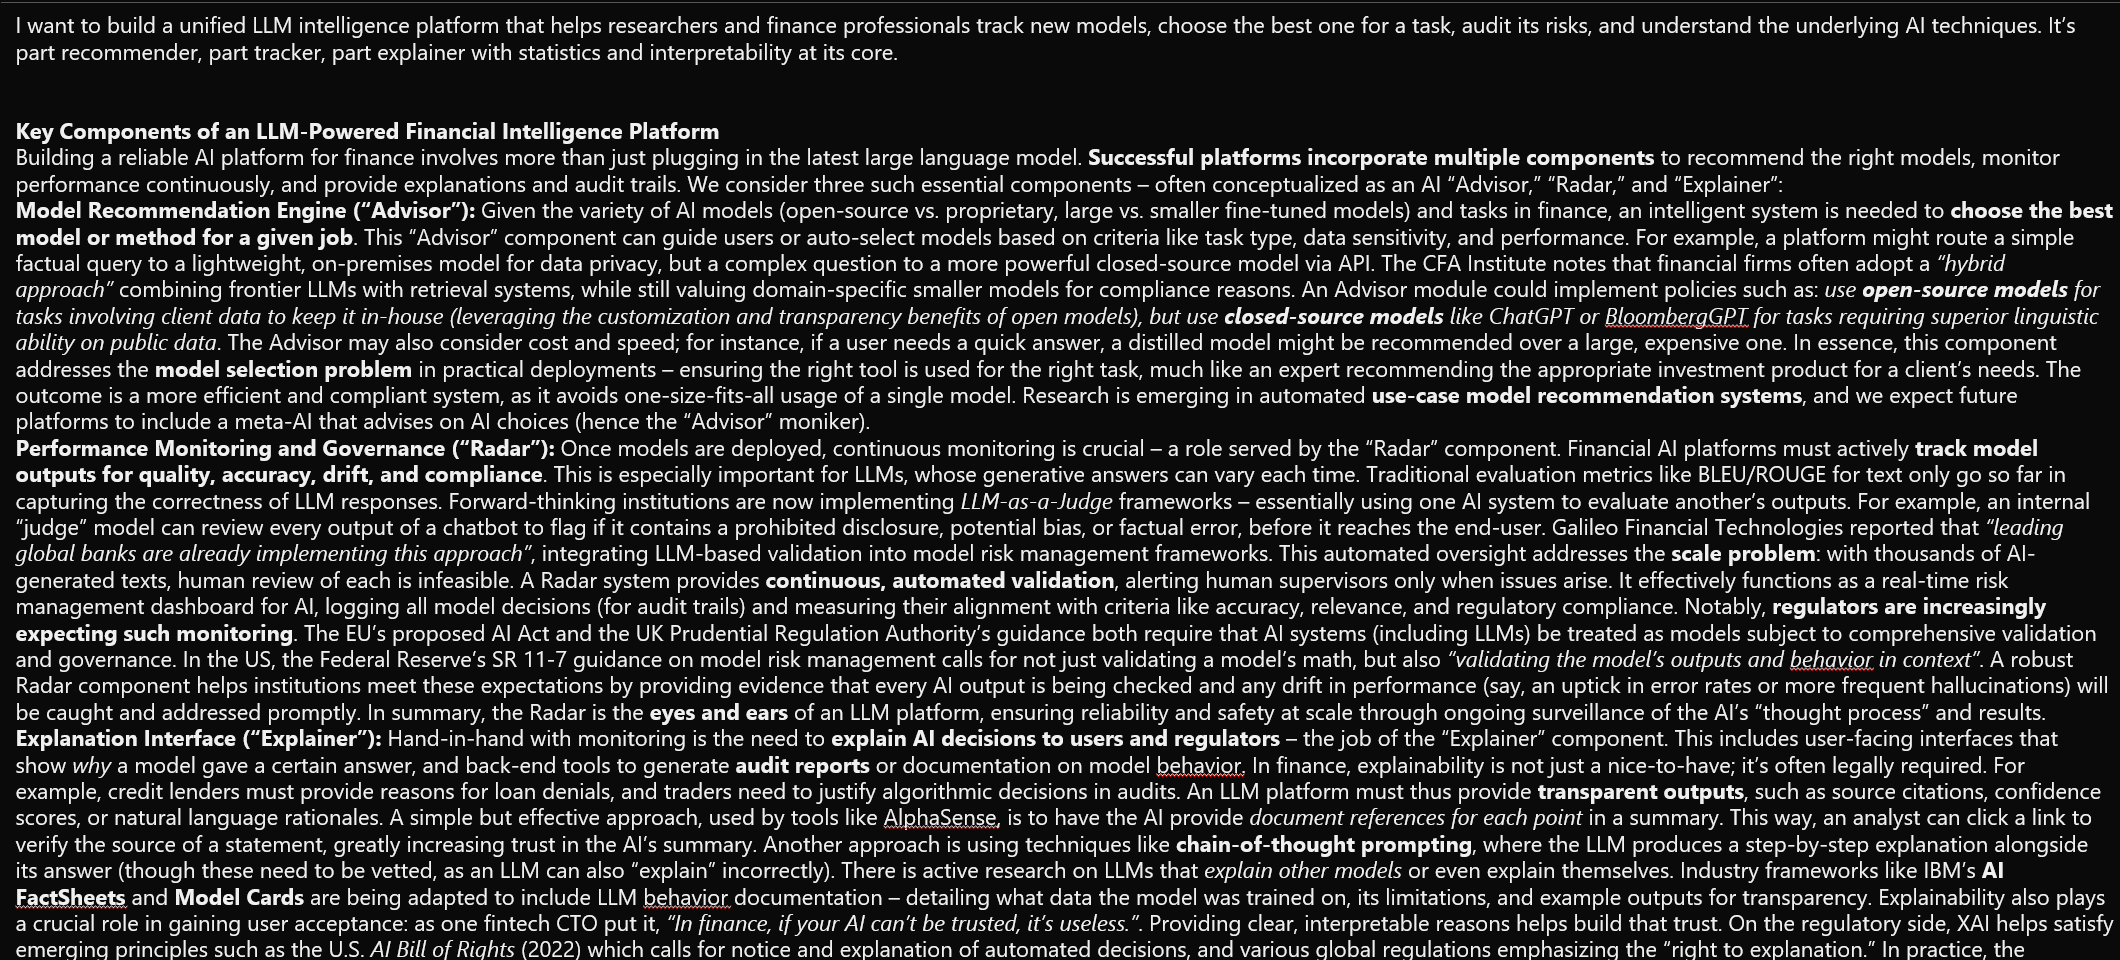 I want to build a unified LLM intelligence platform that helps researchers and finance professionals track new models, choose the best one for a task, audit its risks, and understand the underlying AI techniques. It’s
part recommender, part tracker, part explainer with statistics and interpretability at its core.
Key Components of an LLM-Powered Financial Intelligence Platform
Building a reliable AI platform for finance involves more than just plugging in the latest large language model. Successful platforms incorporate multiple components to recommend the right models, monitor
performance continuously, and provide explanations and audit trails. We consider three such essential components – often conceptualized as an AI “Advisor,” “Radar,” and “Explainer”:
Model Recommendation Engine (“Advisor”): Given the variety of AI models (open-source vs. proprietary, large vs. smaller fine-tuned models) and tasks in finance, an intelligent system is needed to choose the best
model or method for a given job. This “Advisor” component can guide users or auto-select models based on criteria like task type, data sensitivity, and performance. For example, a platform might route a simple
factual query to a lightweight, on-premises model for data privacy, but a complex question to a more powerful closed-source model via API. The CFA Institute notes that financial firms often adopt a “hybrid
approach” combining frontier LLMs with retrieval systems, while still valuing domain-specific smaller models for compliance reasons. An Advisor module could implement policies such as: use open-source models for
tasks involving client data to keep it in-house (leveraging the customization and transparency benefits of open models), but use closed-source models like ChatGPT or BloombergGPT for tasks requiring superior linguistic
ability on public data. The Advisor may also consider cost and speed; for instance, if a user needs a quick answer, a distilled model might be recommended over a large, expensive one. In essence, this component
addresses the model selection problem in practical deployments – ensuring the right tool is used for the right task, much like an expert recommending the appropriate investment product for a client’s needs. The
outcome is a more efficient and compliant system, as it avoids one-size-fits-all usage of a single model. Research is emerging in automated use-case model recommendation systems, and we expect future
platforms to include a meta-AI that advises on AI choices (hence the “Advisor” moniker).
Performance Monitoring and Governance (“Radar”): Once models are deployed, continuous monitoring is crucial – a role served by the “Radar” component. Financial AI platforms must actively track model
outputs for quality, accuracy, drift, and compliance. This is especially important for LLMs, whose generative answers can vary each time. Traditional evaluation metrics like BLEU/ROUGE for text only go so far in
capturing the correctness of LLM responses. Forward-thinking institutions are now implementing LLM-as-a-Judge frameworks – essentially using one AI system to evaluate another’s outputs. For example, an internal
“judge” model can review every output of a chatbot to flag if it contains a prohibited disclosure, potential bias, or factual error, before it reaches the end-user. Galileo Financial Technologies reported that “leading
global banks are already implementing this approach”, integrating LLM-based validation into model risk management frameworks. This automated oversight addresses the scale problem: with thousands of AI-
generated texts, human review of each is infeasible. A Radar system provides continuous, automated validation, alerting human supervisors only when issues arise. It effectively functions as a real-time risk
management dashboard for AI, logging all model decisions (for audit trails) and measuring their alignment with criteria like accuracy, relevance, and regulatory compliance. Notably, regulators are increasingly
expecting such monitoring. The EU’s proposed AI Act and the UK Prudential Regulation Authority’s guidance both require that AI systems (including LLMs) be treated as models subject to comprehensive validation
and governance. In the US, the Federal Reserve’s SR 11-7 guidance on model risk management calls for not just validating a model’s math, but also “validating the model’s outputs and behavior in context”. A robust
Radar component helps institutions meet these expectations by providing evidence that every AI output is being checked and any drift in performance (say, an uptick in error rates or more frequent hallucinations) will
be caught and addressed promptly. In summary, the Radar is the eyes and ears of an LLM platform, ensuring reliability and safety at scale through ongoing surveillance of the AI’s “thought process” and results.
Explanation Interface (“Explainer”): Hand-in-hand with monitoring is the need to explain AI decisions to users and regulators – the job of the “Explainer” component. This includes user-facing interfaces that
show why a model gave a certain answer, and back-end tools to generate audit reports or documentation on model behavior. In finance, explainability is not just a nice-to-have; it’s often legally required. For
example, credit lenders must provide reasons for loan denials, and traders need to justify algorithmic decisions in audits. An LLM platform must thus provide transparent outputs, such as source citations, confidence
scores, or natural language rationales. A simple but effective approach, used by tools like AlphaSense, is to have the AI provide document references for each point in a summary. This way, an analyst can click a link to
verify the source of a statement, greatly increasing trust in the AI’s summary. Another approach is using techniques like chain-of-thought prompting, where the LLM produces a step-by-step explanation alongside
its answer (though these need to be vetted, as an LLM can also “explain” incorrectly). There is active research on LLMs that explain other models or even explain themselves. Industry frameworks like IBM’s AI
FactSheets and Model Cards are being adapted to include LLM behavior documentation – detailing what data the model was trained on, its limitations, and example outputs for transparency. Explainability also plays
a crucial role in gaining user acceptance: as one fintech CTO put it, “In finance, if your AI can’t be trusted, it’s useless.”. Providing clear, interpretable reasons helps build that trust. On the regulatory side, XAI helps satisfy
emerging principles such as the U.S. AI Bill of Rights (2022) which calls for notice and explanation of automated decisions, and various global regulations emphasizing the “right to explanation.” In practice, the